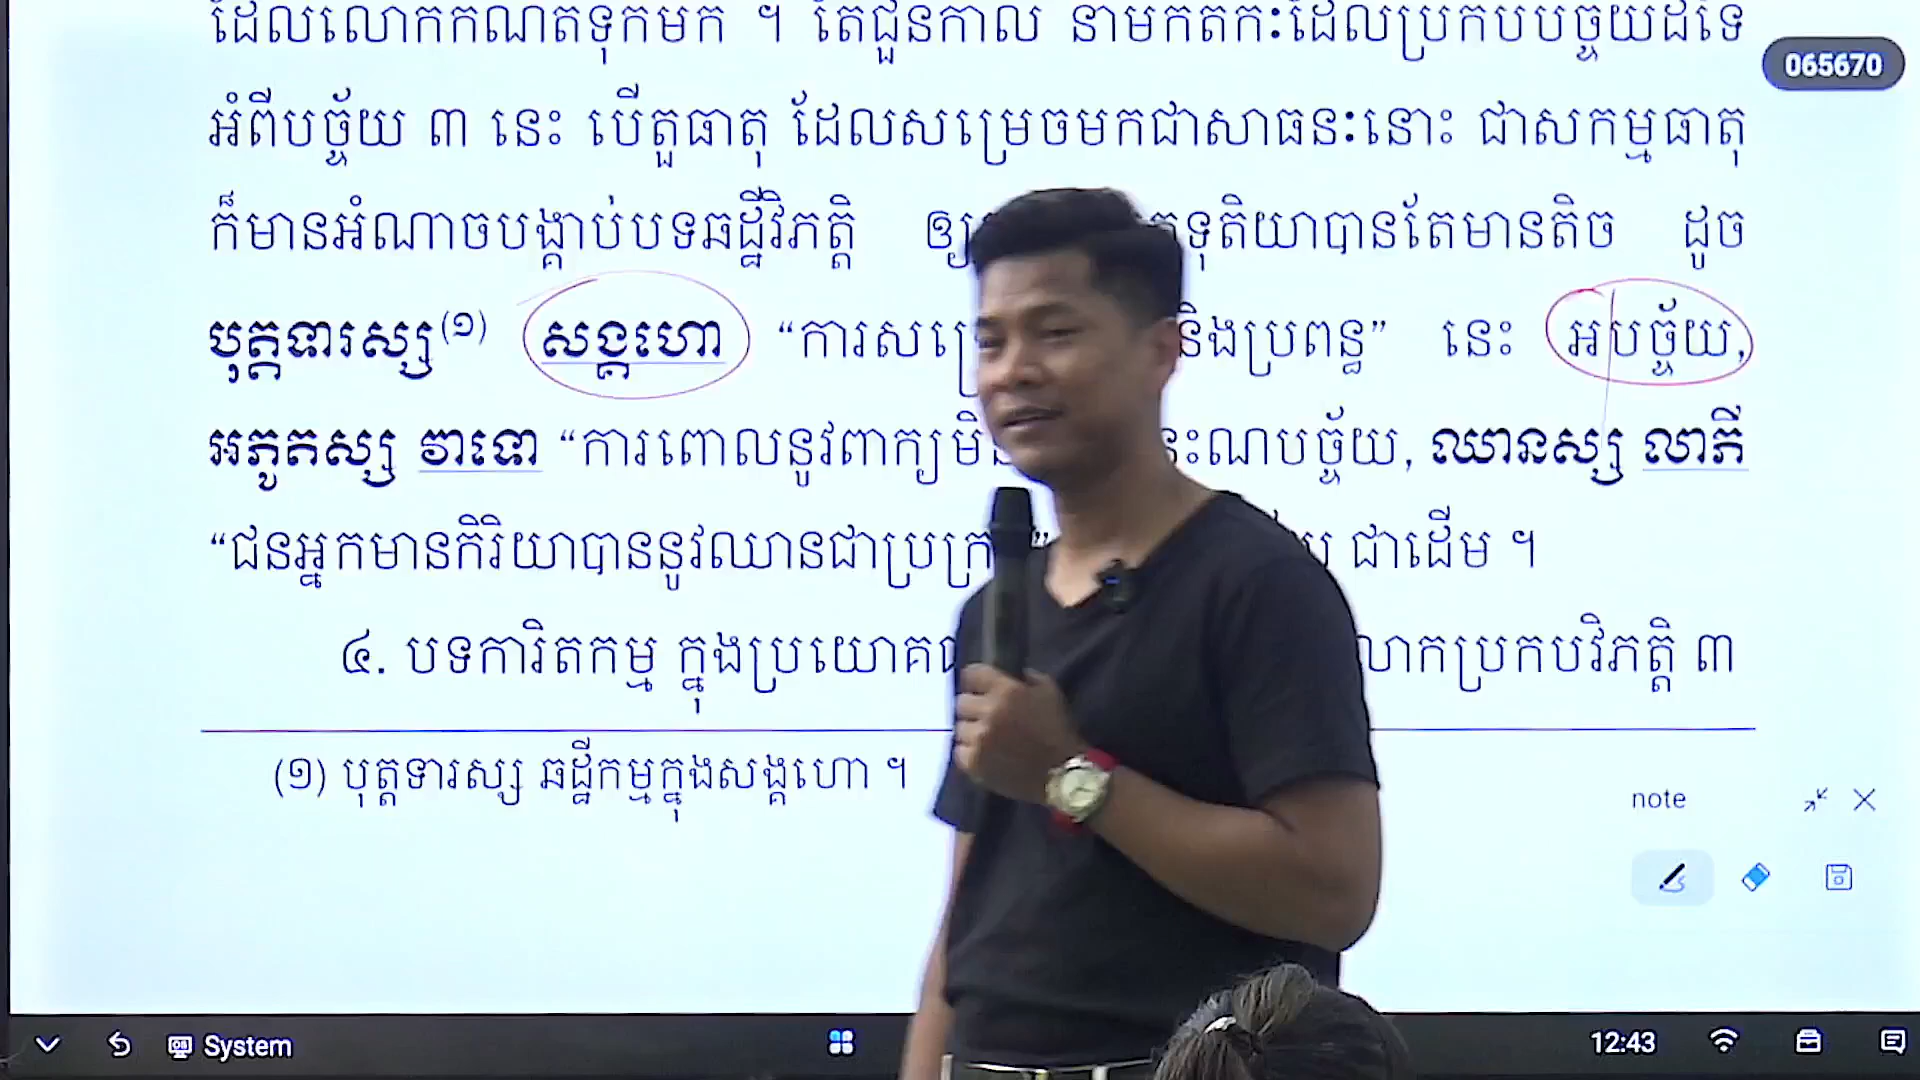 ដែលលោកកំណត់ទុកមក ។ តែជួនកាល នាមកិតកៈដែលប្រកបបច្ច័យដទៃ
065670
អំពីបច្ច័យ ៣ នេះ បើតួធាតុ ដែលសម្រេចមកជាសាធនៈនោះ ជាសកម្មធាតុ
ក៏មានអំណាចបង្គាប់បទឆដ្ឋីវិភត្តិ ឲ្យ ទុតិយាបានតែមានតិច ដូច
បុត្តទារស្ស(១) សង្គហោ “ការសង្គ្រោះ និងប្រពន្ធ” នេះ អបច្ច័យ,
អភូតស្ស វាទោ “ការពោលនូវពាក្យមិន នេះណបច្ច័យ, ឈានស្ស លាភី
“ជនអ្នកមានកិរិយាបាននូវឈានជាប្រក្រតី” ជាដើម ។
៤. បទការិតកម្ម ក្នុងប្រយោគ លោកប្រកបវិភត្តិ ៣
(១) បុត្តទារស្ស ឆដ្ឋីកម្មក្នុងសង្គហោ ។
note
System
12:43